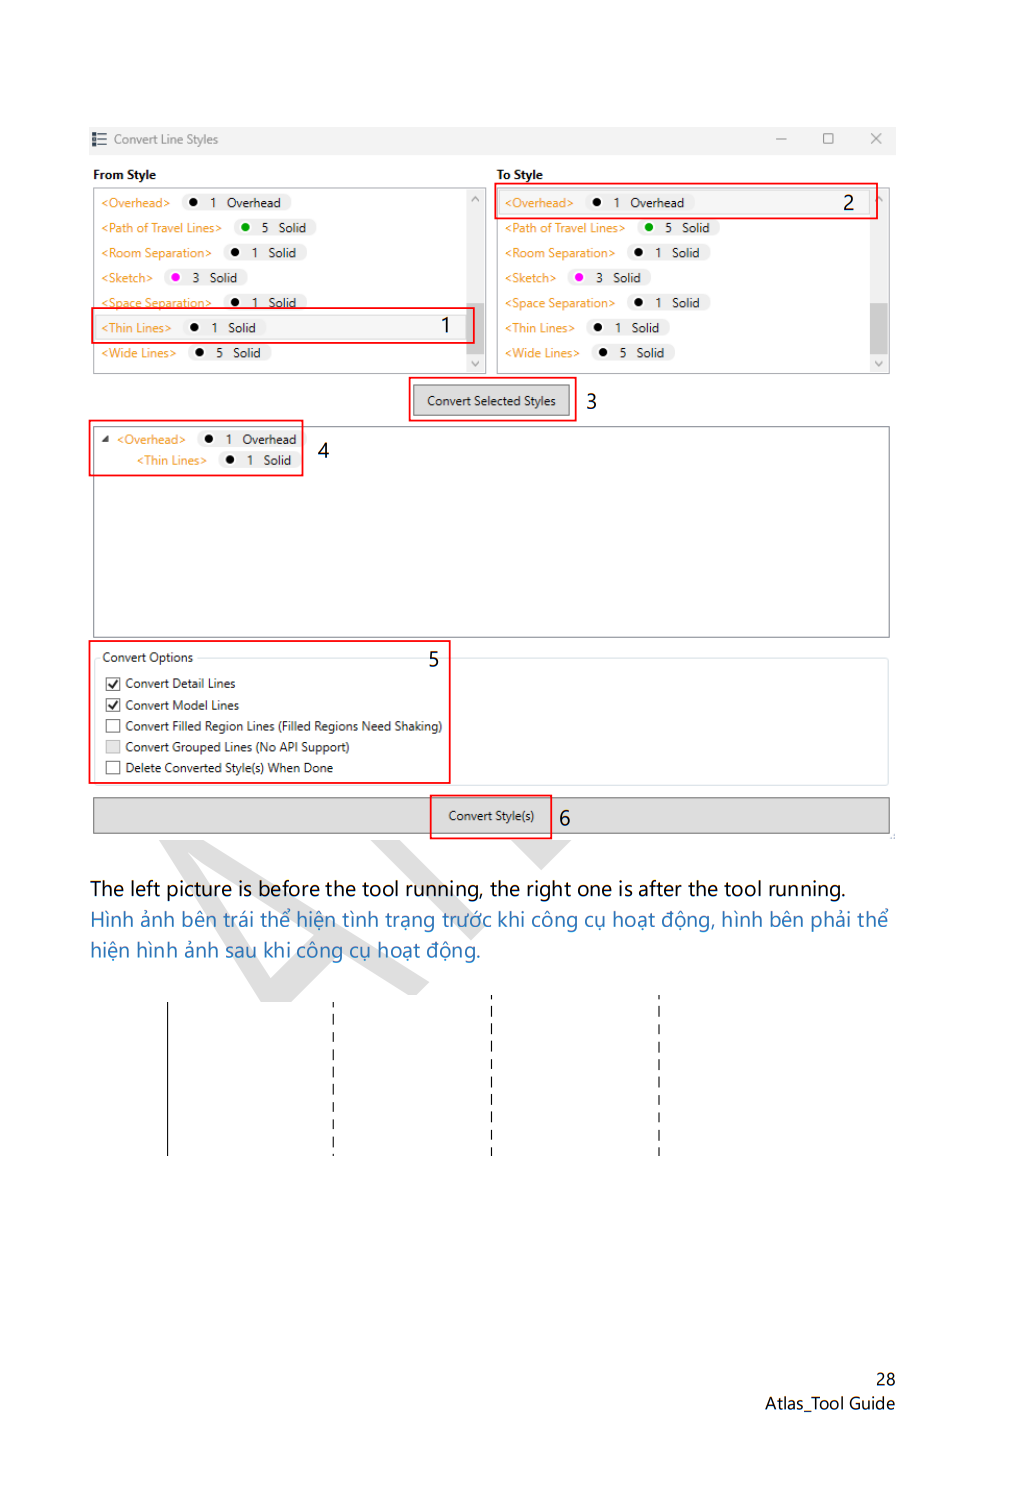 Convert Line Styles
From Style
To Style
<Overhead> 1 Overhead
<Path of Travel Lines> 5 Solid
<Room Separation> 1 Solid
<Sketch> 3 Solid
<Space Separation> 1 Solid
<Thin Lines> 1 Solid 1
<Wide Lines> 5 Solid
<Overhead> 1 Overhead 2
<Path of Travel Lines> 5 Solid
<Room Separation> 1 Solid
<Sketch> 3 Solid
<Space Separation> 1 Solid
<Thin Lines> 1 Solid
<Wide Lines> 5 Solid
Convert Selected Styles 3
<Overhead> 1 Overhead
<Thin Lines> 1 Solid
4
Convert Options 5
Convert Detail Lines
Convert Model Lines
Convert Filled Region Lines (Filled Regions Need Shaking)
Convert Grouped Lines (No API Support)
Delete Converted Style(s) When Done
Convert Style(s) 6
The left picture is before the tool running, the right one is after the tool running.
Hình ảnh bên trái thể hiện tình trạng trước khi công cụ hoạt động, hình bên phải thể
hiện hình ảnh sau khi công cụ hoạt động.
28
Atlas_Tool Guide